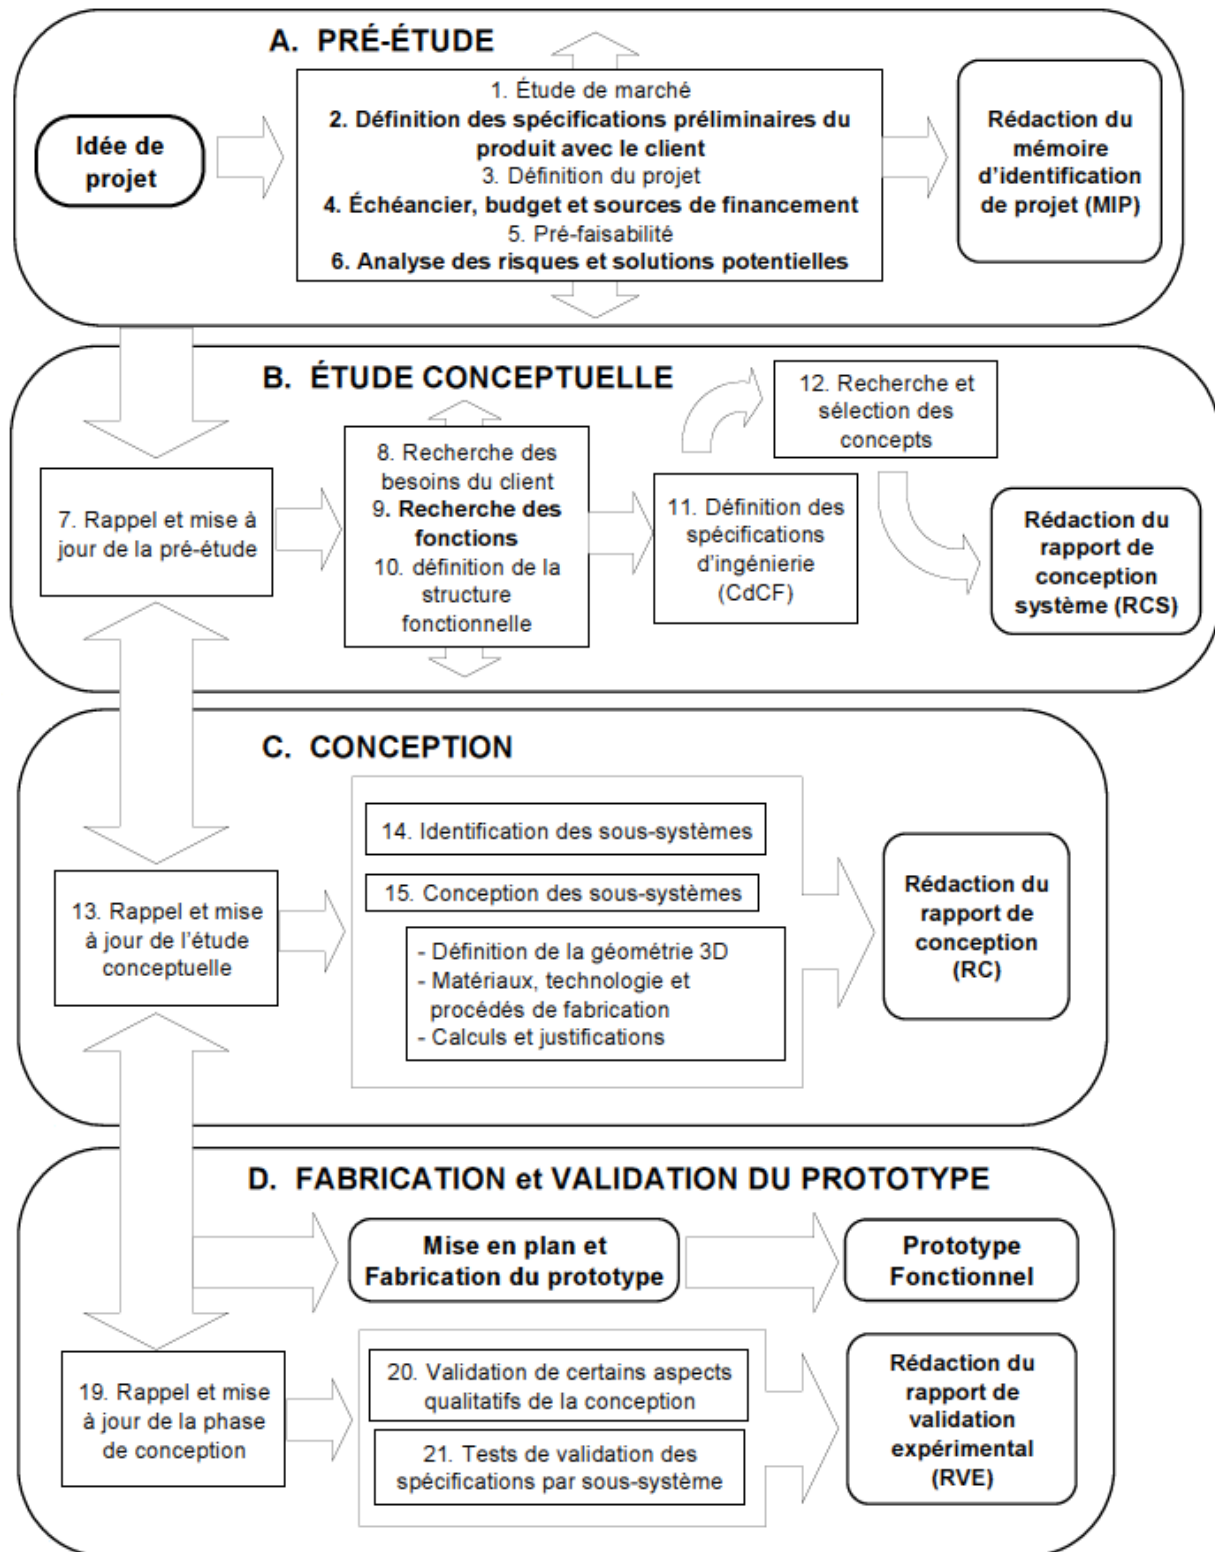 A. PRÉ-ÉTUDE
Idée de
projet
1. Étude de marché
2. Définition des spécifications préliminaires du
produit avec le client
3. Définition du projet
4. Échéancier, budget et sources de financement
5. Pré-faisabilité
6. Analyse des risques et solutions potentielles
Rédaction du
mémoire
d'identification
de projet (MIP)
B. ÉTUDE CONCEPTUELLE
7. Rappel et mise à
jour de la pré-étude
8. Recherche des
besoins du client
9. Recherche des
fonctions
10. définition de la
structure
fonctionnelle
11. Définition des
spécifications
d'ingénierie
(CdCF)
12. Recherche et
sélection des
concepts
Rédaction du
rapport de
conception
système (RCS)
C. CONCEPTION
13. Rappel et mise
à jour de l'étude
conceptuelle
14. Identification des sous-systèmes
15. Conception des sous-systèmes
- Définition de la géométrie 3D
- Matériaux, technologie et
procédés de fabrication
- Calculs et justifications
Rédaction du
rapport de
conception
(RC)
D. FABRICATION et VALIDATION DU PROTOTYPE
Mise en plan et
Fabrication du prototype
Prototype
Fonctionnel
19. Rappel et mise
à jour de la phase
de conception
20. Validation de certains aspects
qualitatifs de la conception
21. Tests de validation des
spécifications par sous-système
Rédaction du
rapport de
validation
expérimental
(RVE)